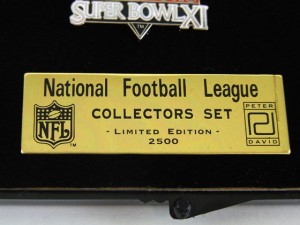 SUPER BOWL XI
National Football League
NFL
COLLECTORS SET
- LIMITED EDITION -
2500
PETER
DAVID